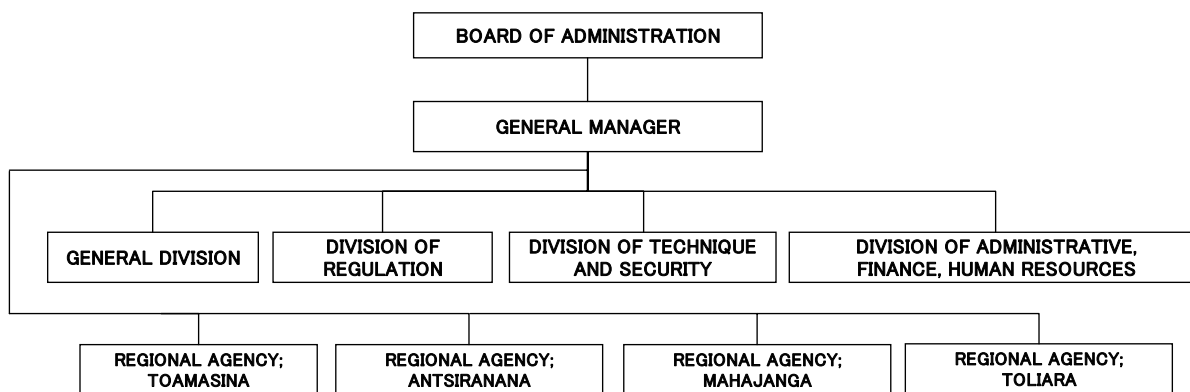 BOARD OF ADMINISTRATION
GENERAL MANAGER
GENERAL DIVISION
DIVISION OF
REGULATION
DIVISION OF TECHNIQUE
AND SECURITY
DIVISION OF ADMINISTRATIVE,
FINANCE, HUMAN RESOURCES
REGIONAL AGENCY;
TOAMASINA
REGIONAL AGENCY;
ANTSIRANANA
REGIONAL AGENCY;
MAHAJANGA
REGIONAL AGENCY;
TOLIARA